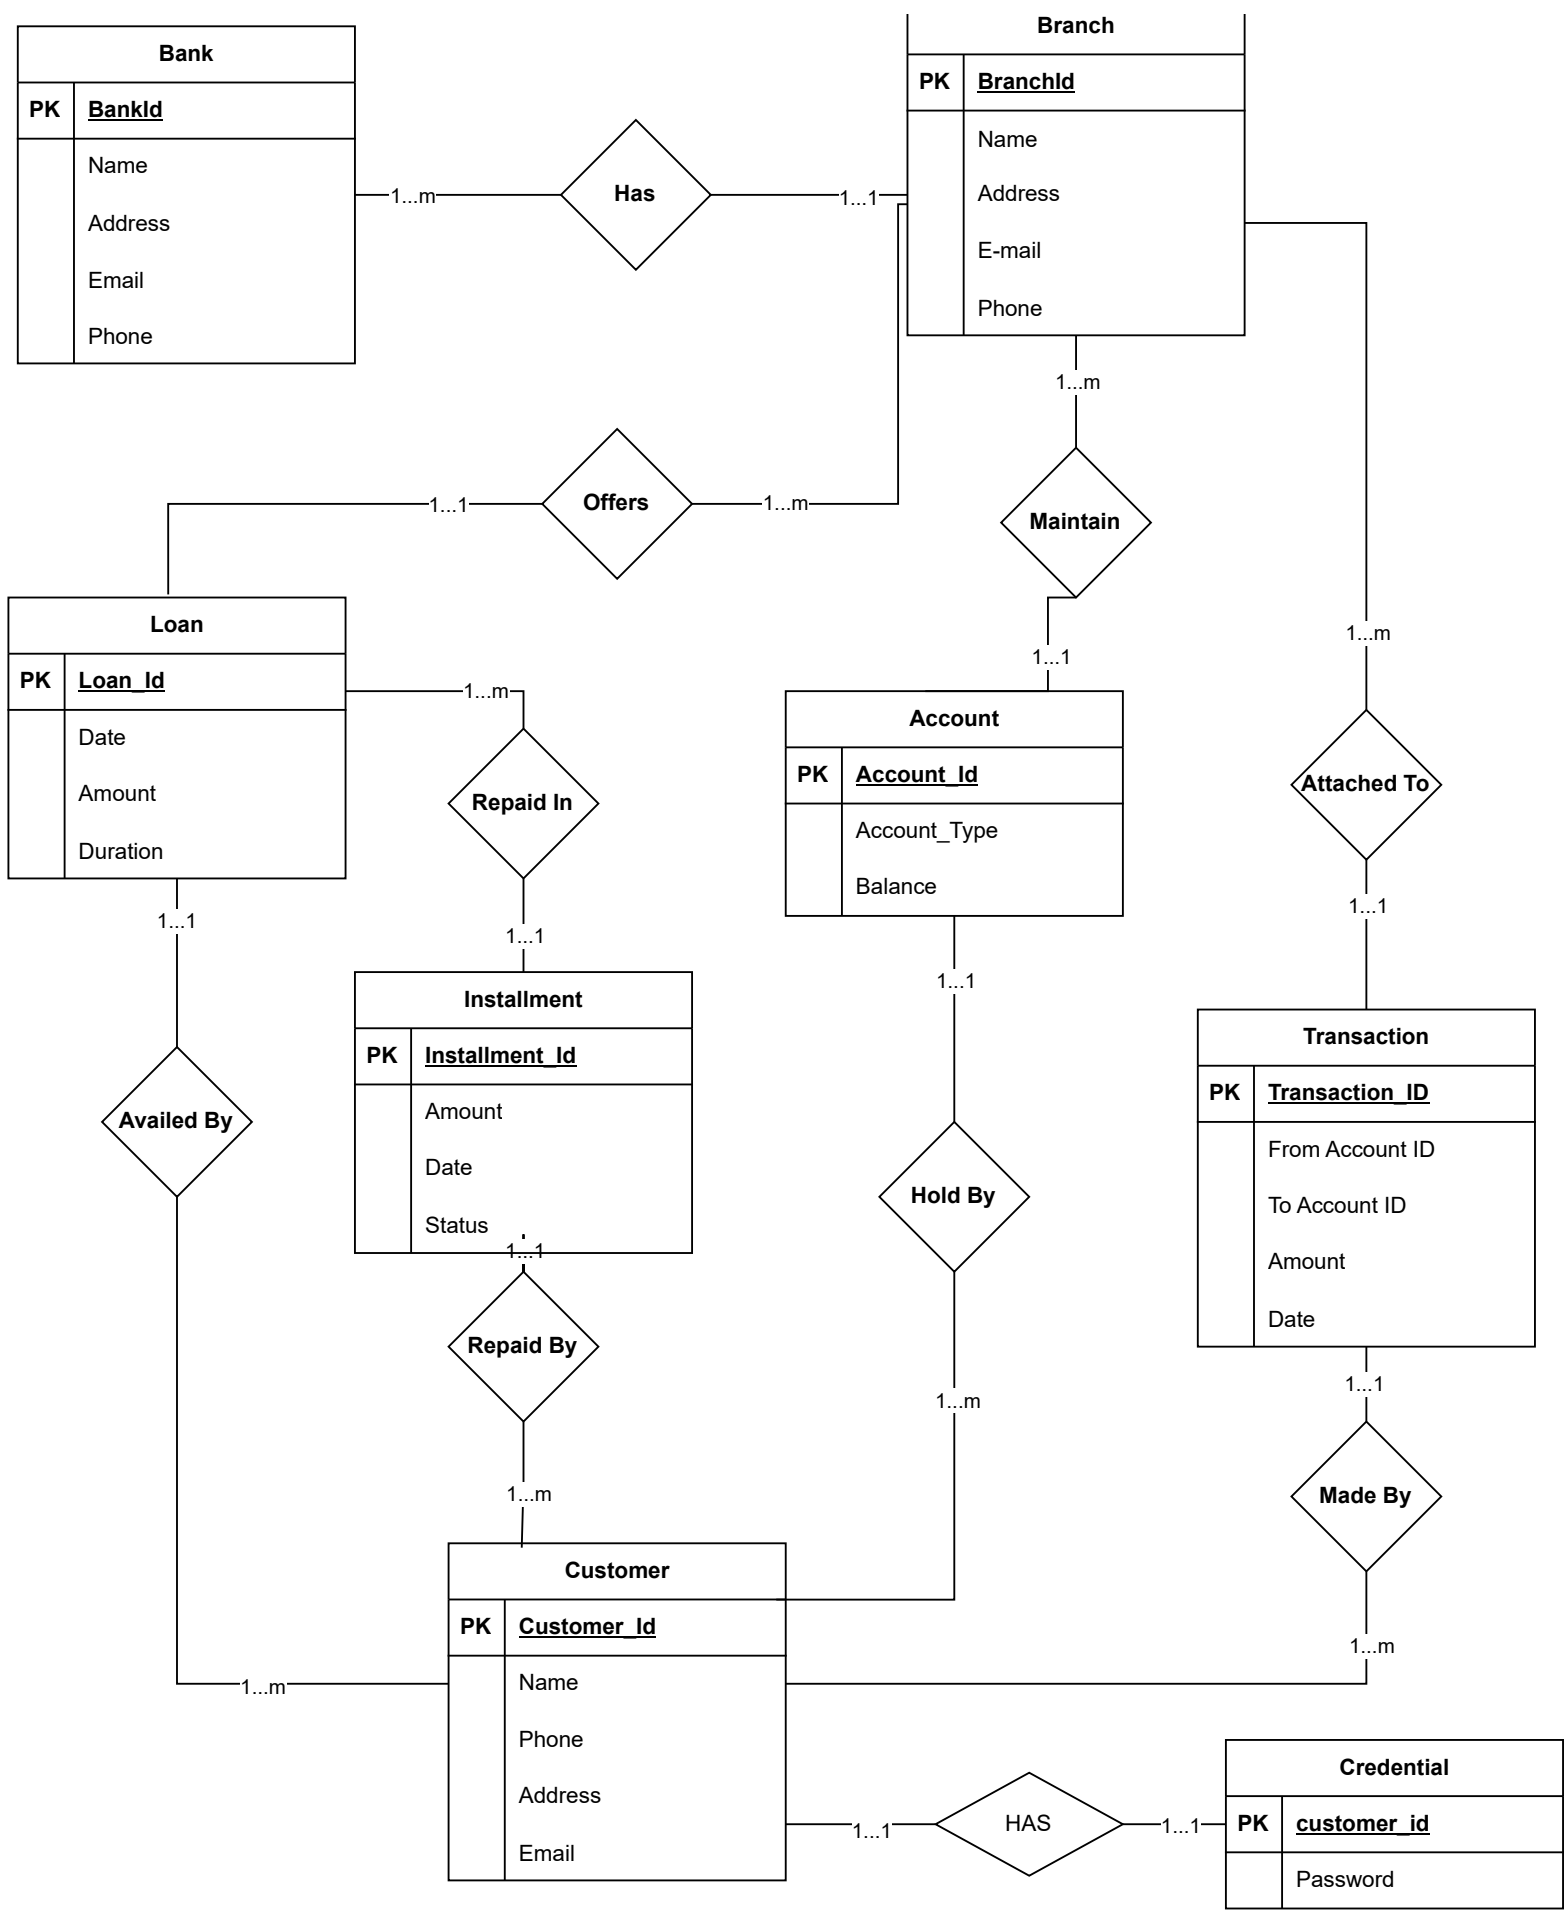 Bank
PK BankId
Name
Address
Email
Phone
1...m
Has
1...1
Branch
PK BranchId
Name
Address
E-mail
Phone
1...m
1...1
Offers
1...m
Maintain
1...m
1...1
Loan
PK Loan_Id
Date
Amount
Duration
1...m
Repaid In
1...1
Account
PK Account_Id
Account_Type
Balance
Attached To
1...1
1...1
1...1
Installment
PK Installment_Id
Amount
Date
Status
1...1
Transaction
PK Transaction_ID
From Account ID
To Account ID
Amount
Date
Availed By
Hold By
Repaid By
1...m
1...1
1...m
Made By
1...m
1...m
Customer
PK Customer_Id
Name
Phone
Address
Email
1...1
HAS
1...1
Credential
PK customer_id
Password